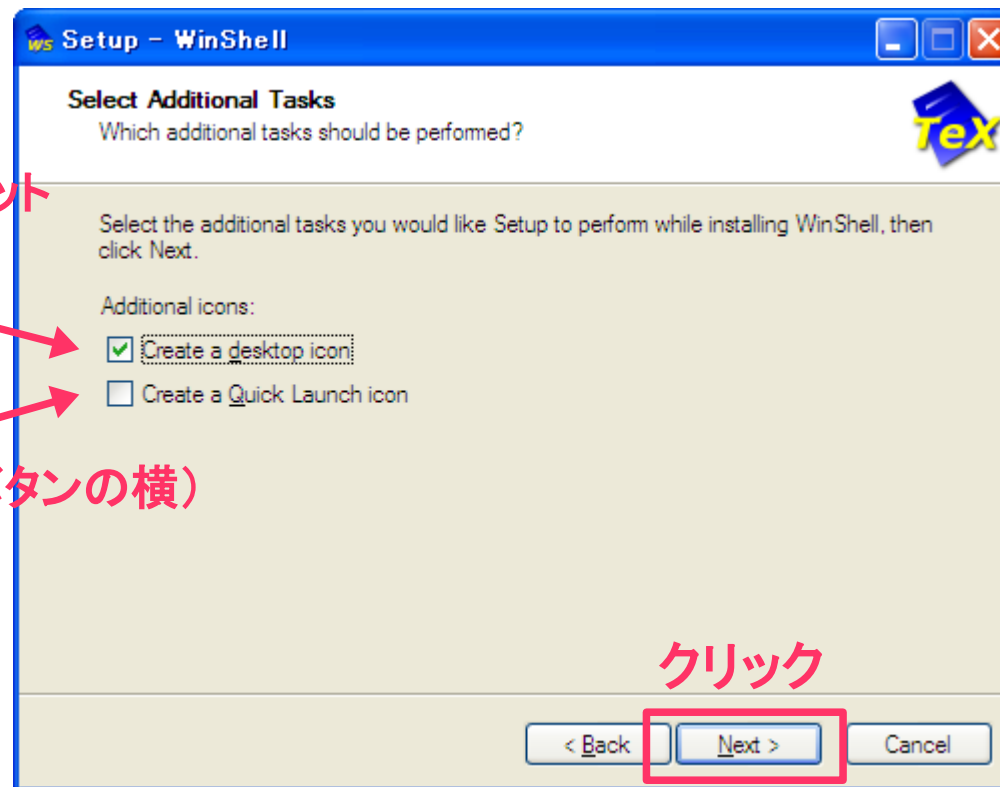 ws Setup - WinShell
Select Additional Tasks
Which additional tasks should be performed?
TeX
ット
Select the additional tasks you would like Setup to perform while installing WinShell, then
click Next.
Additional icons:
Create a desktop icon
Create a Quick Launch icon
タンの横）
クリック
< Back
Next >
Cancel